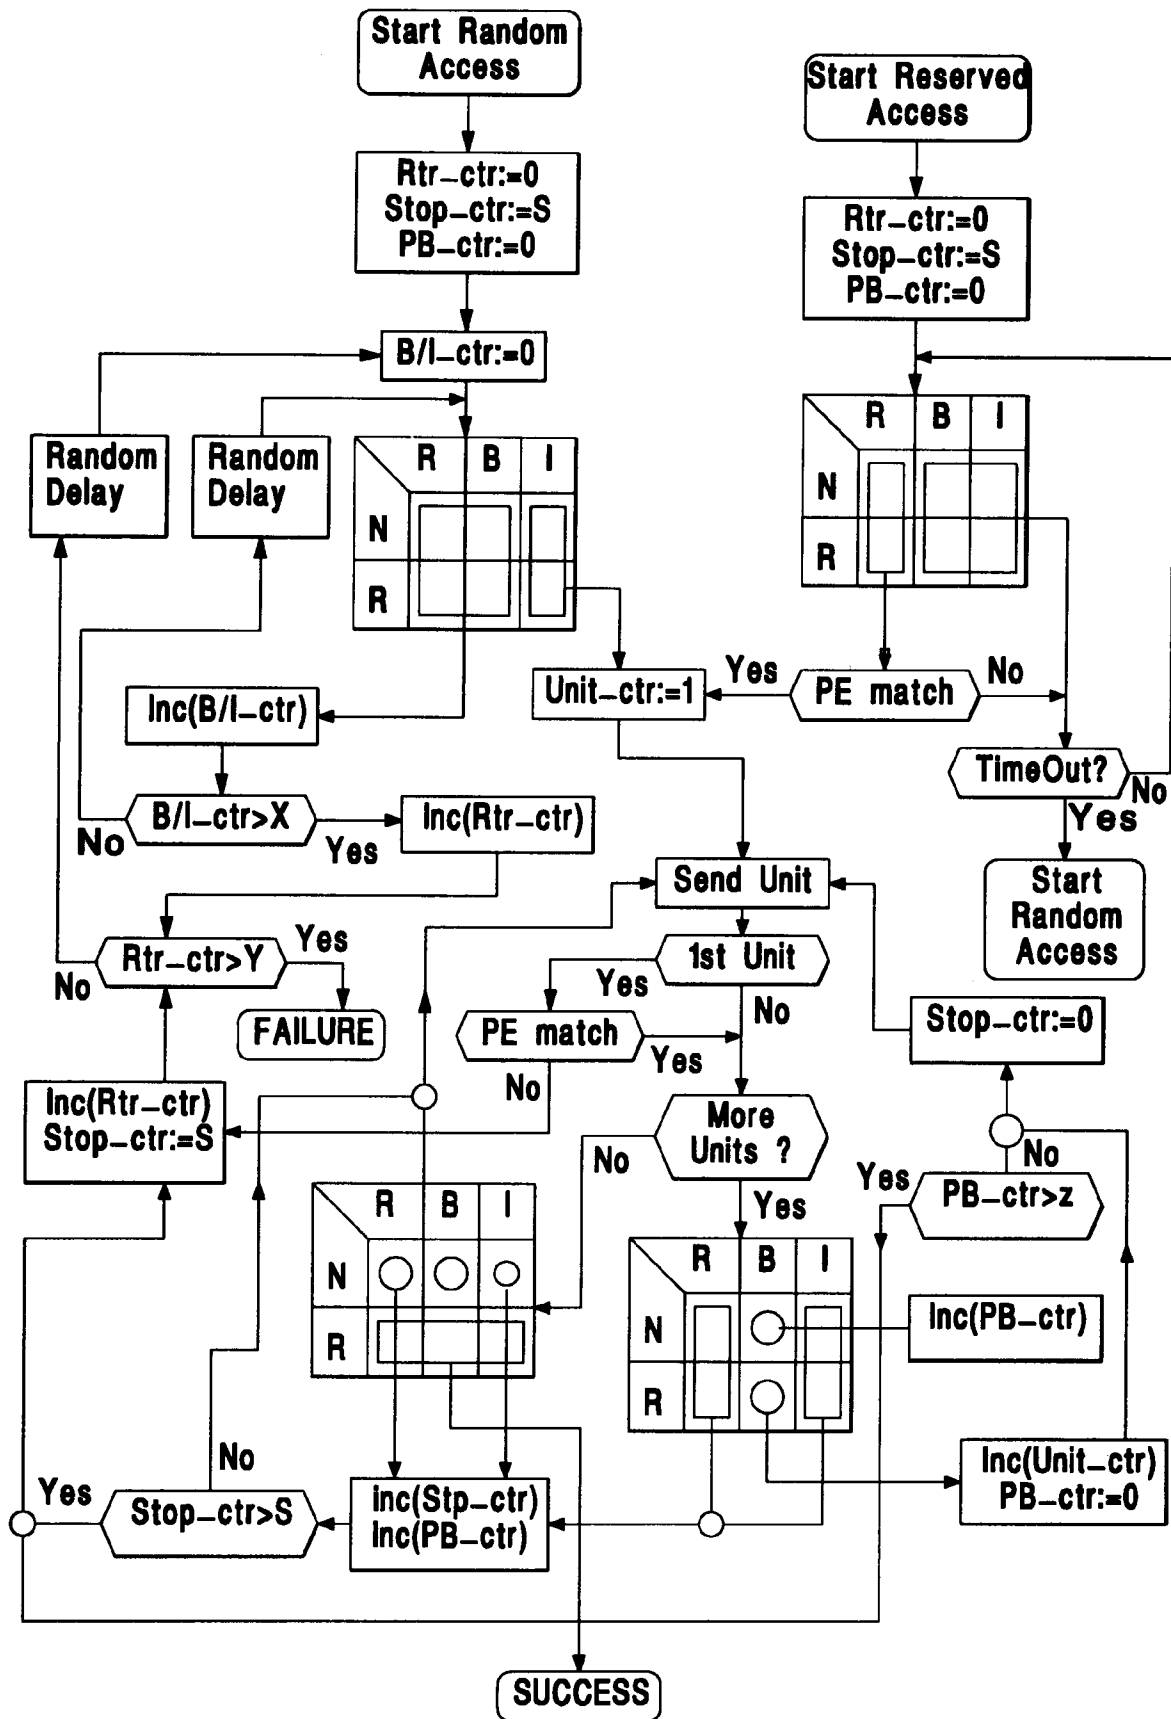 Start Random
Access
Start Reserved
Access
Rtr-ctr:=0
Stop-ctr:=S
PB-ctr:=0
Rtr-ctr:=0
Stop-ctr:=S
PB-ctr:=0
B/I-ctr:=0
Random
Delay
Random
Delay
R B I
N
R
R B I
N
R
Unit-ctr:=1
Yes
PE match
No
Inc(B/I-ctr)
TimeOut?
No
Yes
B/I-ctr>X
No
Yes
Inc(Rtr-ctr)
Send Unit
Start
Random
Access
Rtr-ctr>Y
Yes
No
1st Unit
Yes
No
FAILURE
PE match
Yes
No
Stop-ctr:=0
Inc(Rtr-ctr)
Stop-ctr:=S
More
Units ?
No
Yes
No
Yes
PB-ctr>z
R B I
N
R
R B I
N
R
Inc(PB-ctr)
Inc(Unit-ctr)
PB-ctr:=0
No
Yes
Stop-ctr>S
inc(Stp-ctr)
Inc(PB-ctr)
SUCCESS